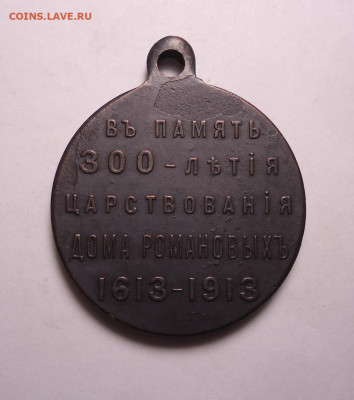 COINS.LAVE.RU
ВЪ ПАМЯТЬ
300-ЛѢТІЯ
ЦАРСТВОВАНІЯ
ДОМА РОМАНОВЫХЪ
1613-1913